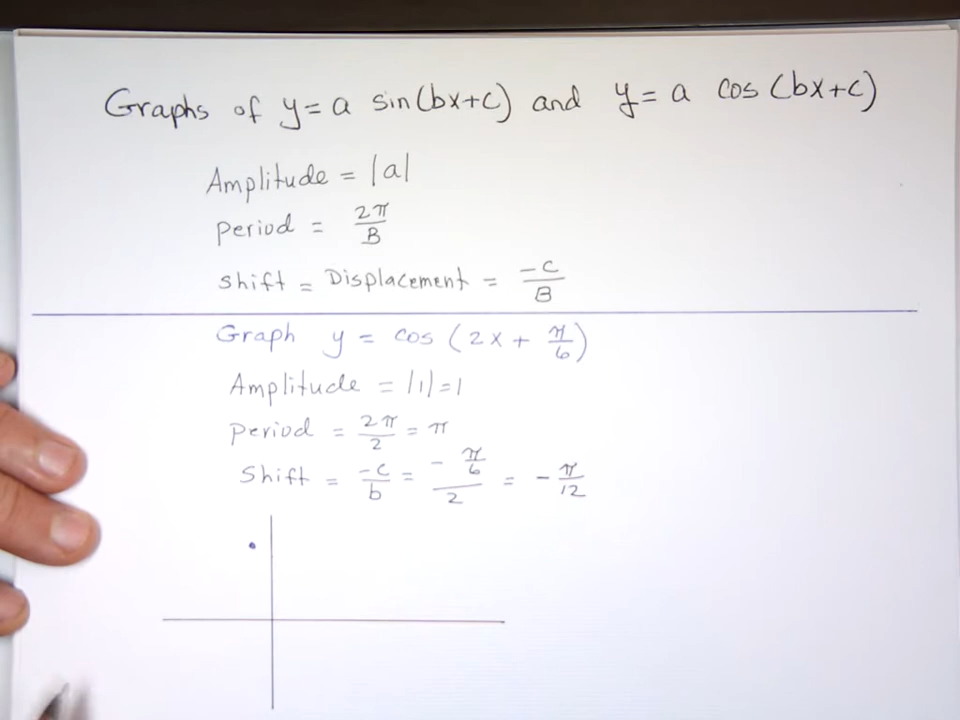 Graphs of y = a sin(bx+c) and y = a cos(bx+c)
Amplitude = |a|
Period = 2π/B
Shift = Displacement = -c/B
Graph y = cos(2x + π/6)
Amplitude = |1| = 1
Period = 2π/2 = π
Shift = -c/b = (-π/6)/2 = -π/12